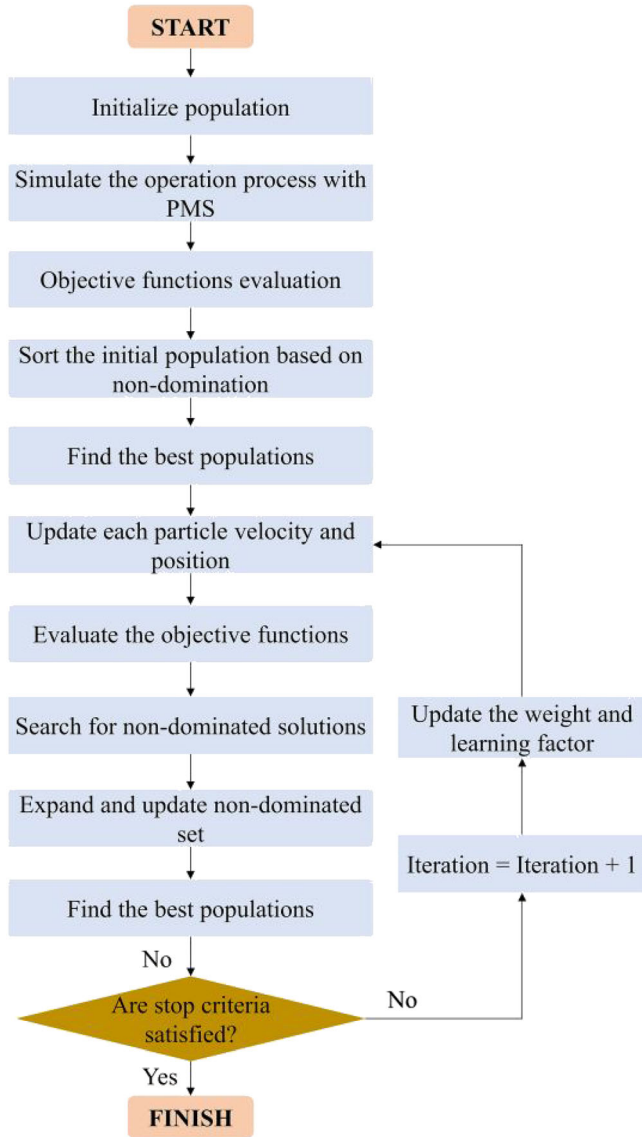 START
Initialize population
Simulate the operation process with
PMS
Objective functions evaluation
Sort the initial population based on
non-domination
Find the best populations
Update each particle velocity and
position
Evaluate the objective functions
Search for non-dominated solutions
Expand and update non-dominated
set
Find the best populations
No
Are stop criteria
satisfied?
No
Iteration = Iteration + 1
Update the weight and
learning factor
Yes
FINISH